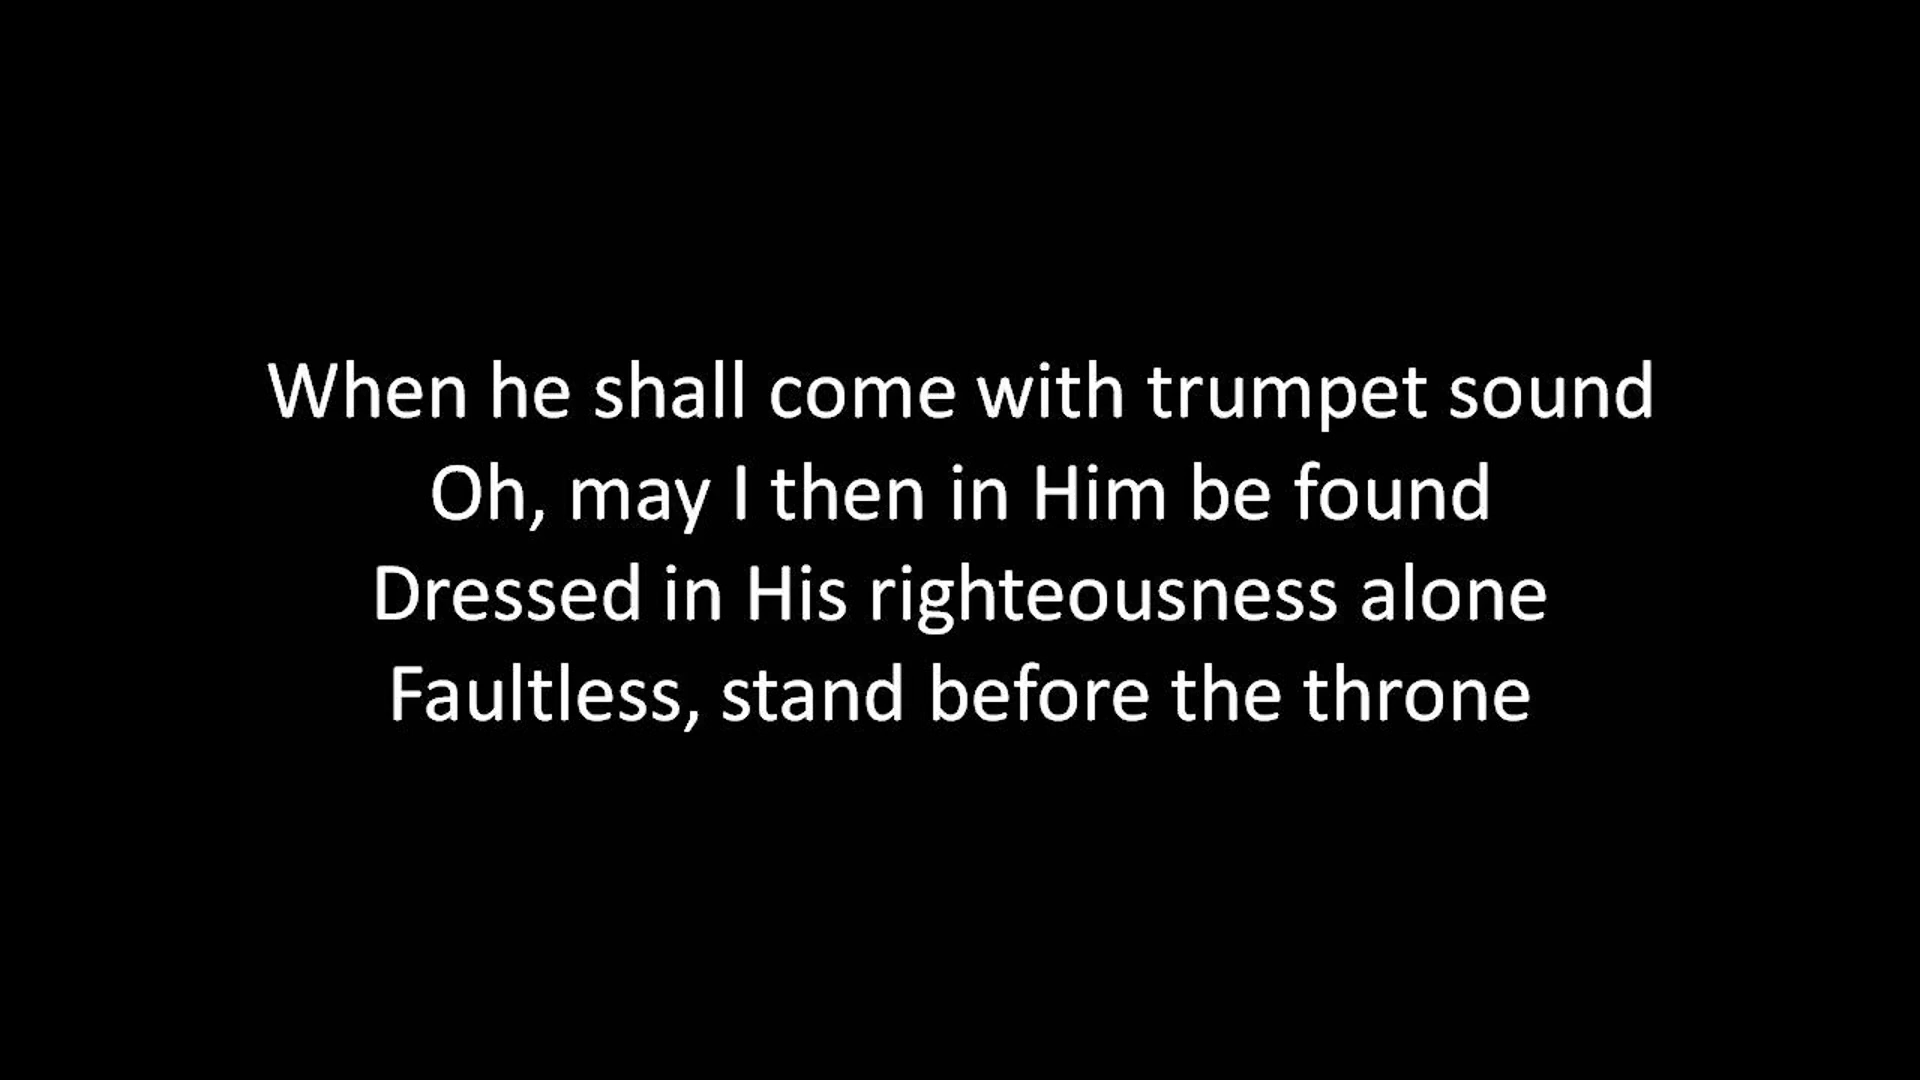 When he shall come with trumpet sound
Oh, may I then in Him be found
Dressed in His righteousness alone
Faultless, stand before the throne